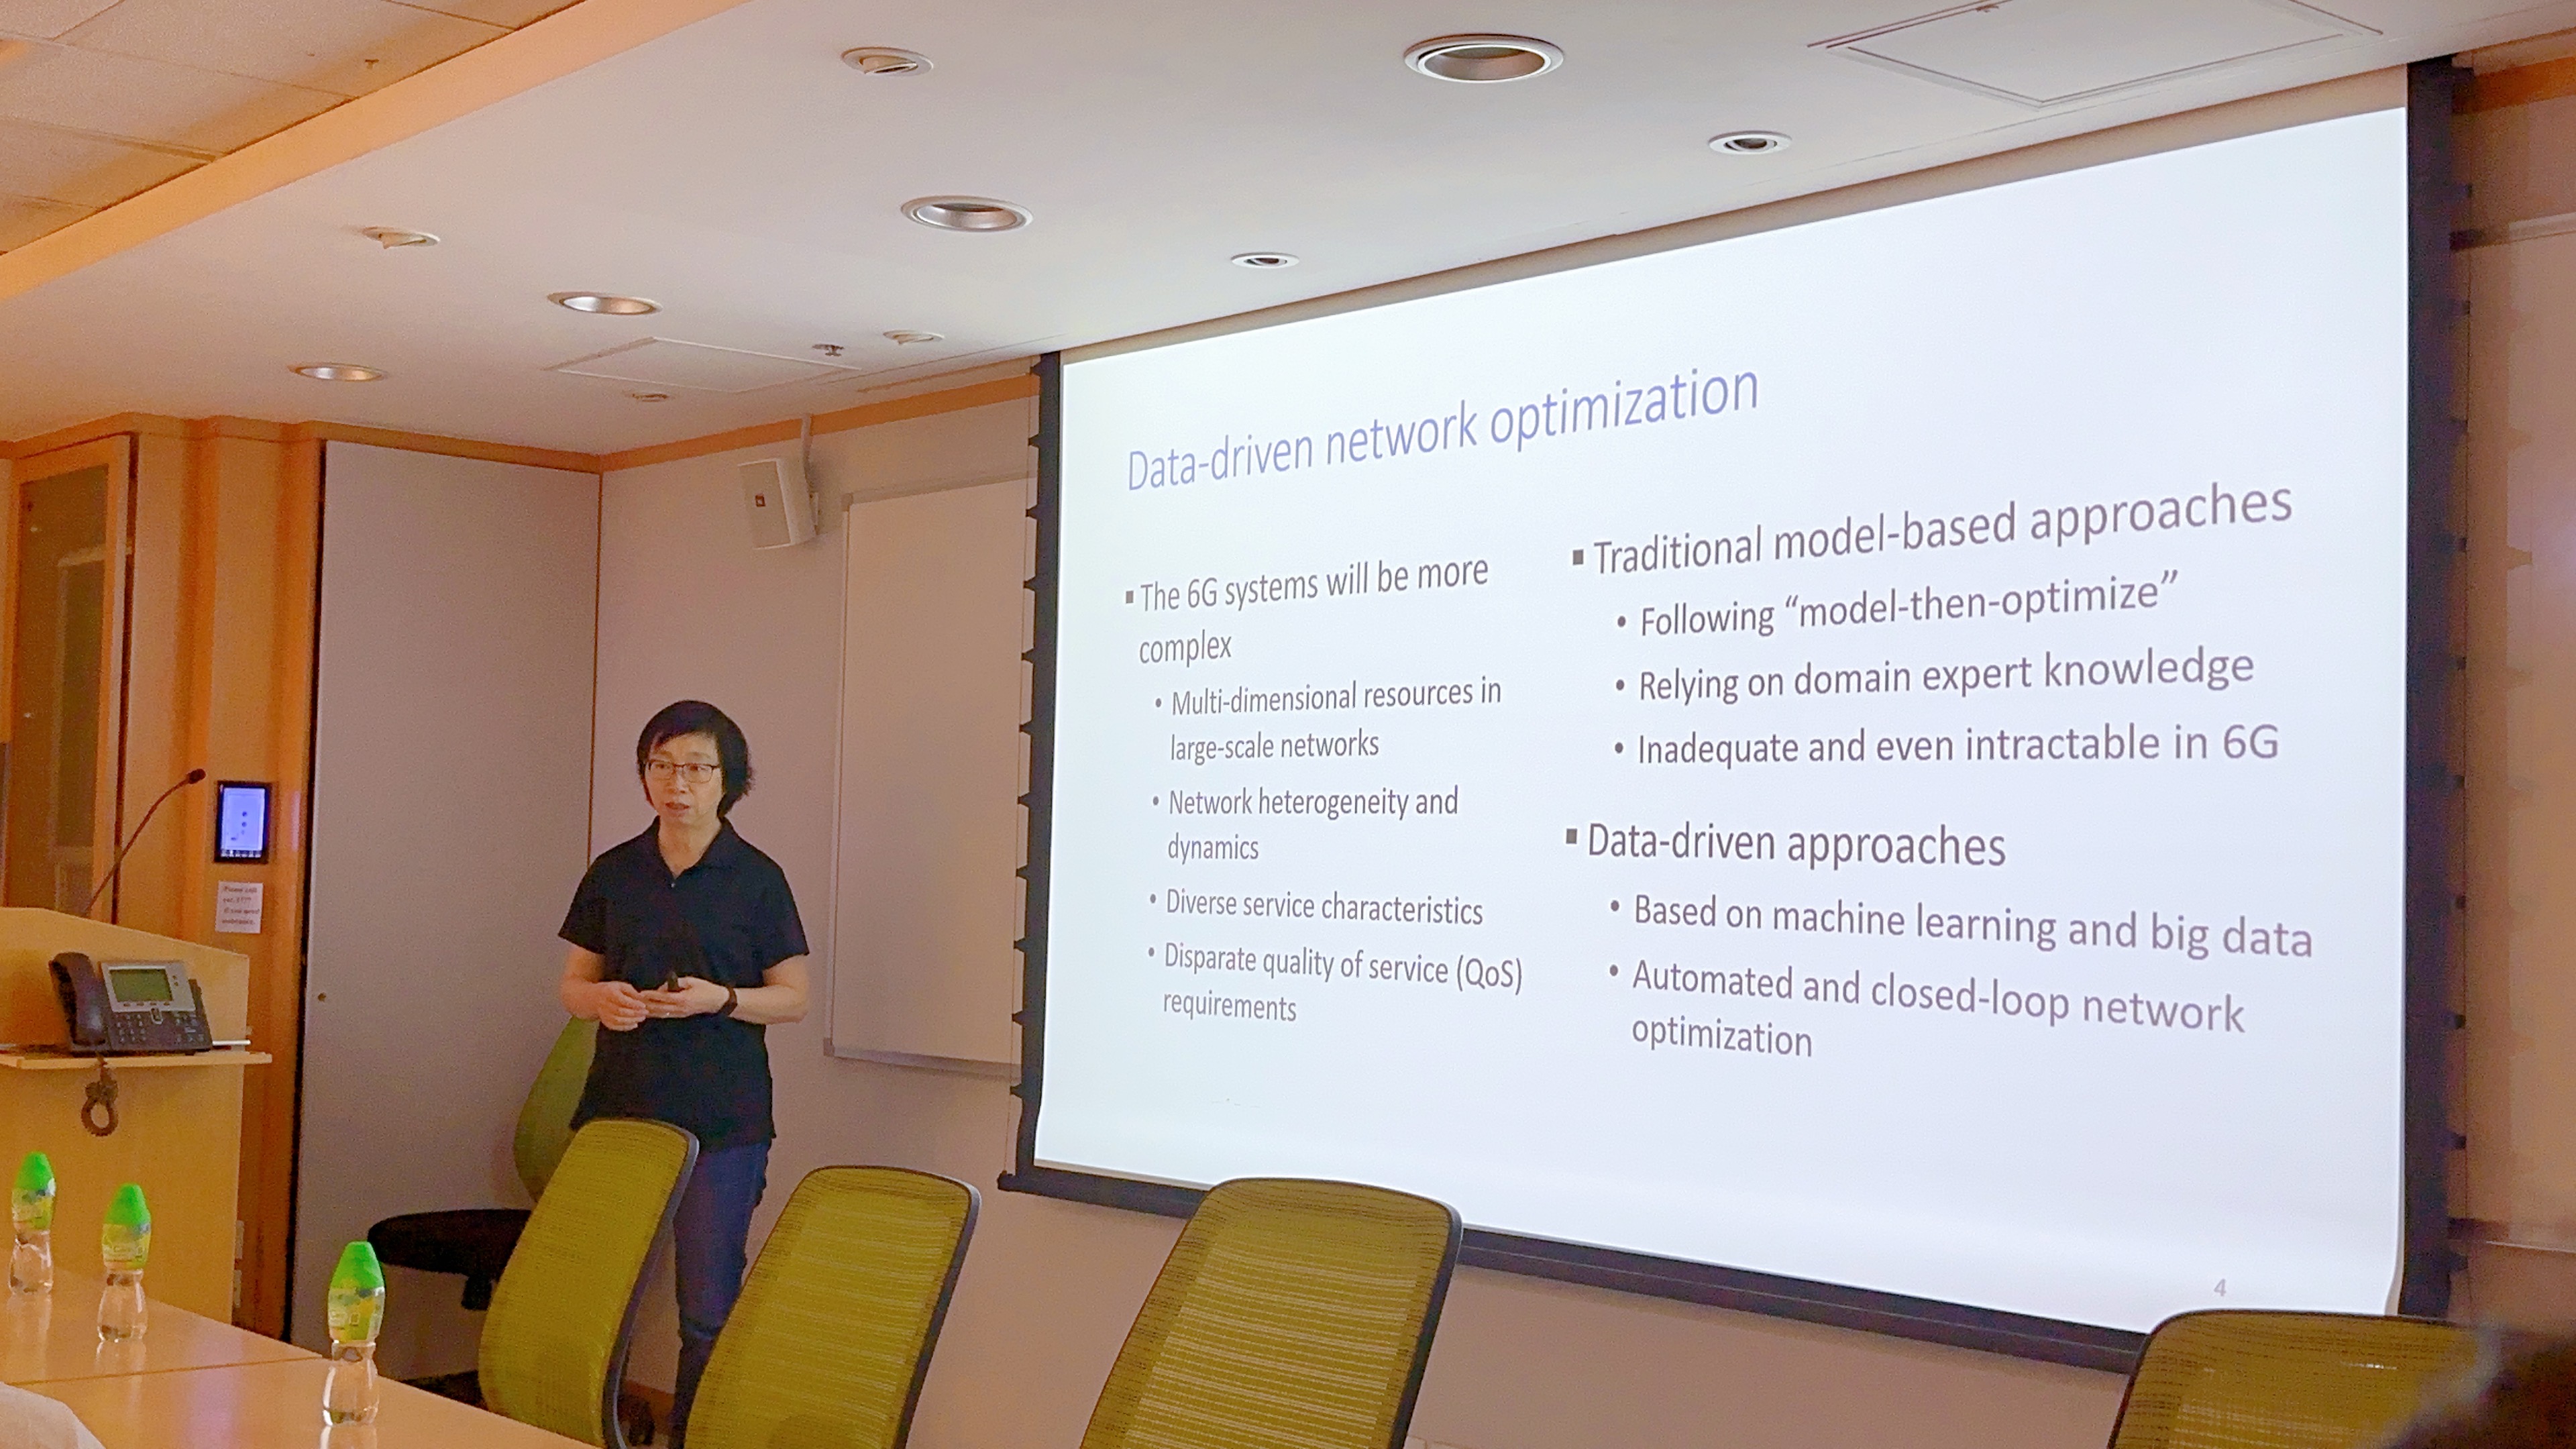 Data-driven network optimization
▪ The 6G systems will be more
complex
• Multi-dimensional resources in
large-scale networks
• Network heterogeneity and
dynamics
• Diverse service characteristics
• Disparate quality of service (QoS)
requirements
▪ Traditional model-based approaches
• Following “model-then-optimize”
• Relying on domain expert knowledge
• Inadequate and even intractable in 6G
▪ Data-driven approaches
• Based on machine learning and big data
• Automated and closed-loop network
optimization
4